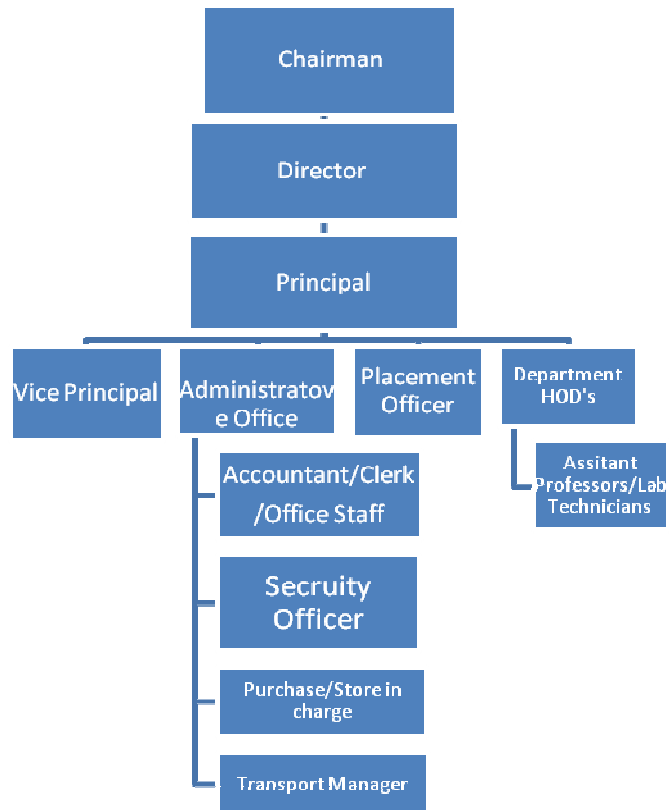 Chairman
Director
Principal
Vice Principal
Administratov
e Office
Placement
Officer
Department
HOD's
Accountant/Clerk
/Office Staff
Assitant
Professors/Lab
Technicians
Secruity
Officer
Purchase/Store in
charge
Transport Manager